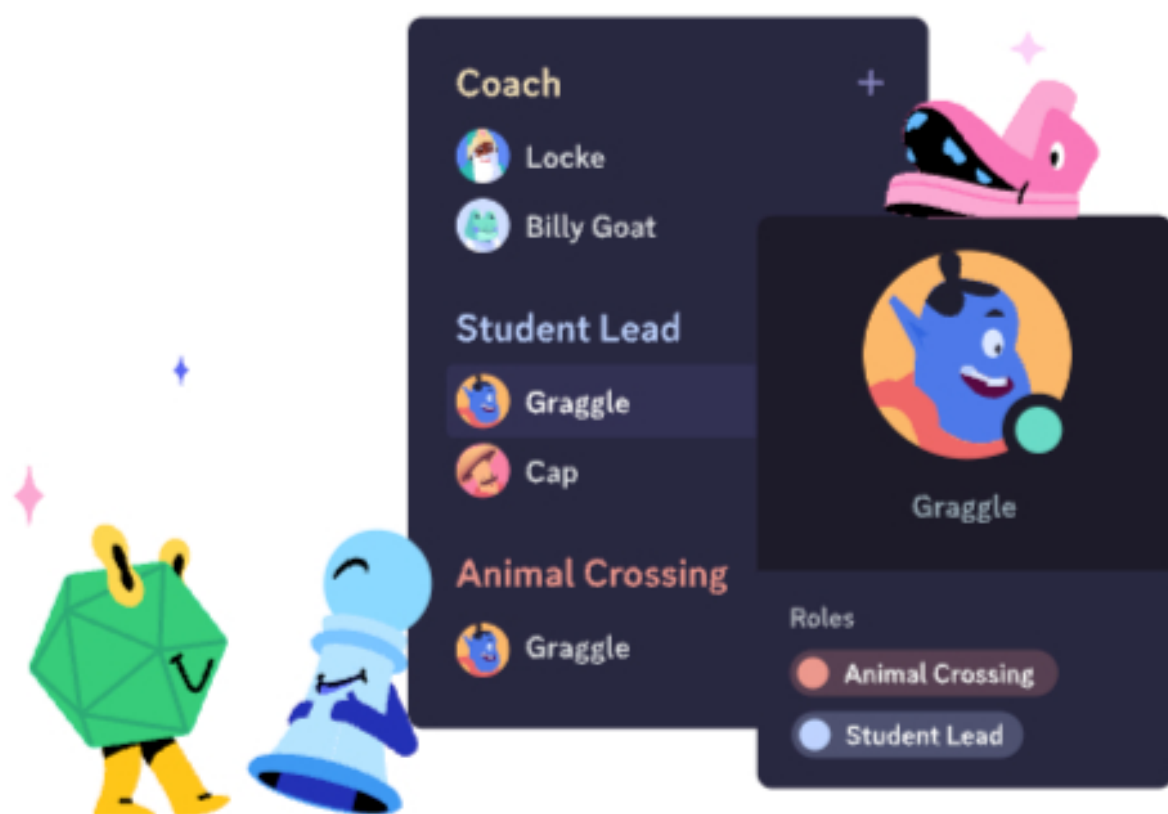 Coach +
Locke
Billy Goat
Student Lead
Graggle
Cap
Animal Crossing
Graggle
Graggle
Roles
Animal Crossing
Student Lead